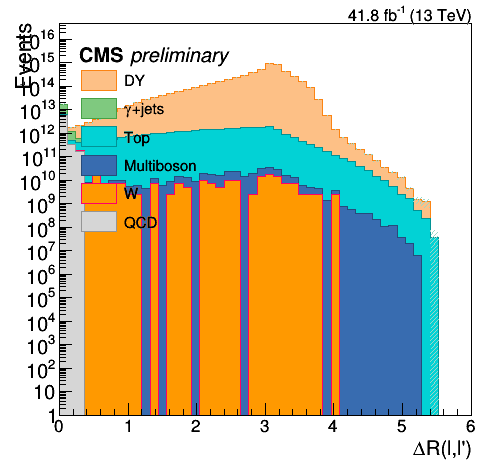 41.8 fb⁻¹ (13 TeV)
Events
CMS preliminary
DY
γ+jets
Top
Multiboson
W
QCD
10¹⁶
10¹⁵
10¹⁴
10¹³
10¹²
10¹¹
10¹⁰
10⁹
10⁸
10⁷
10⁶
10⁵
10⁴
10³
10²
10
1
0 1 2 3 4 5 6
ΔR(l,l')